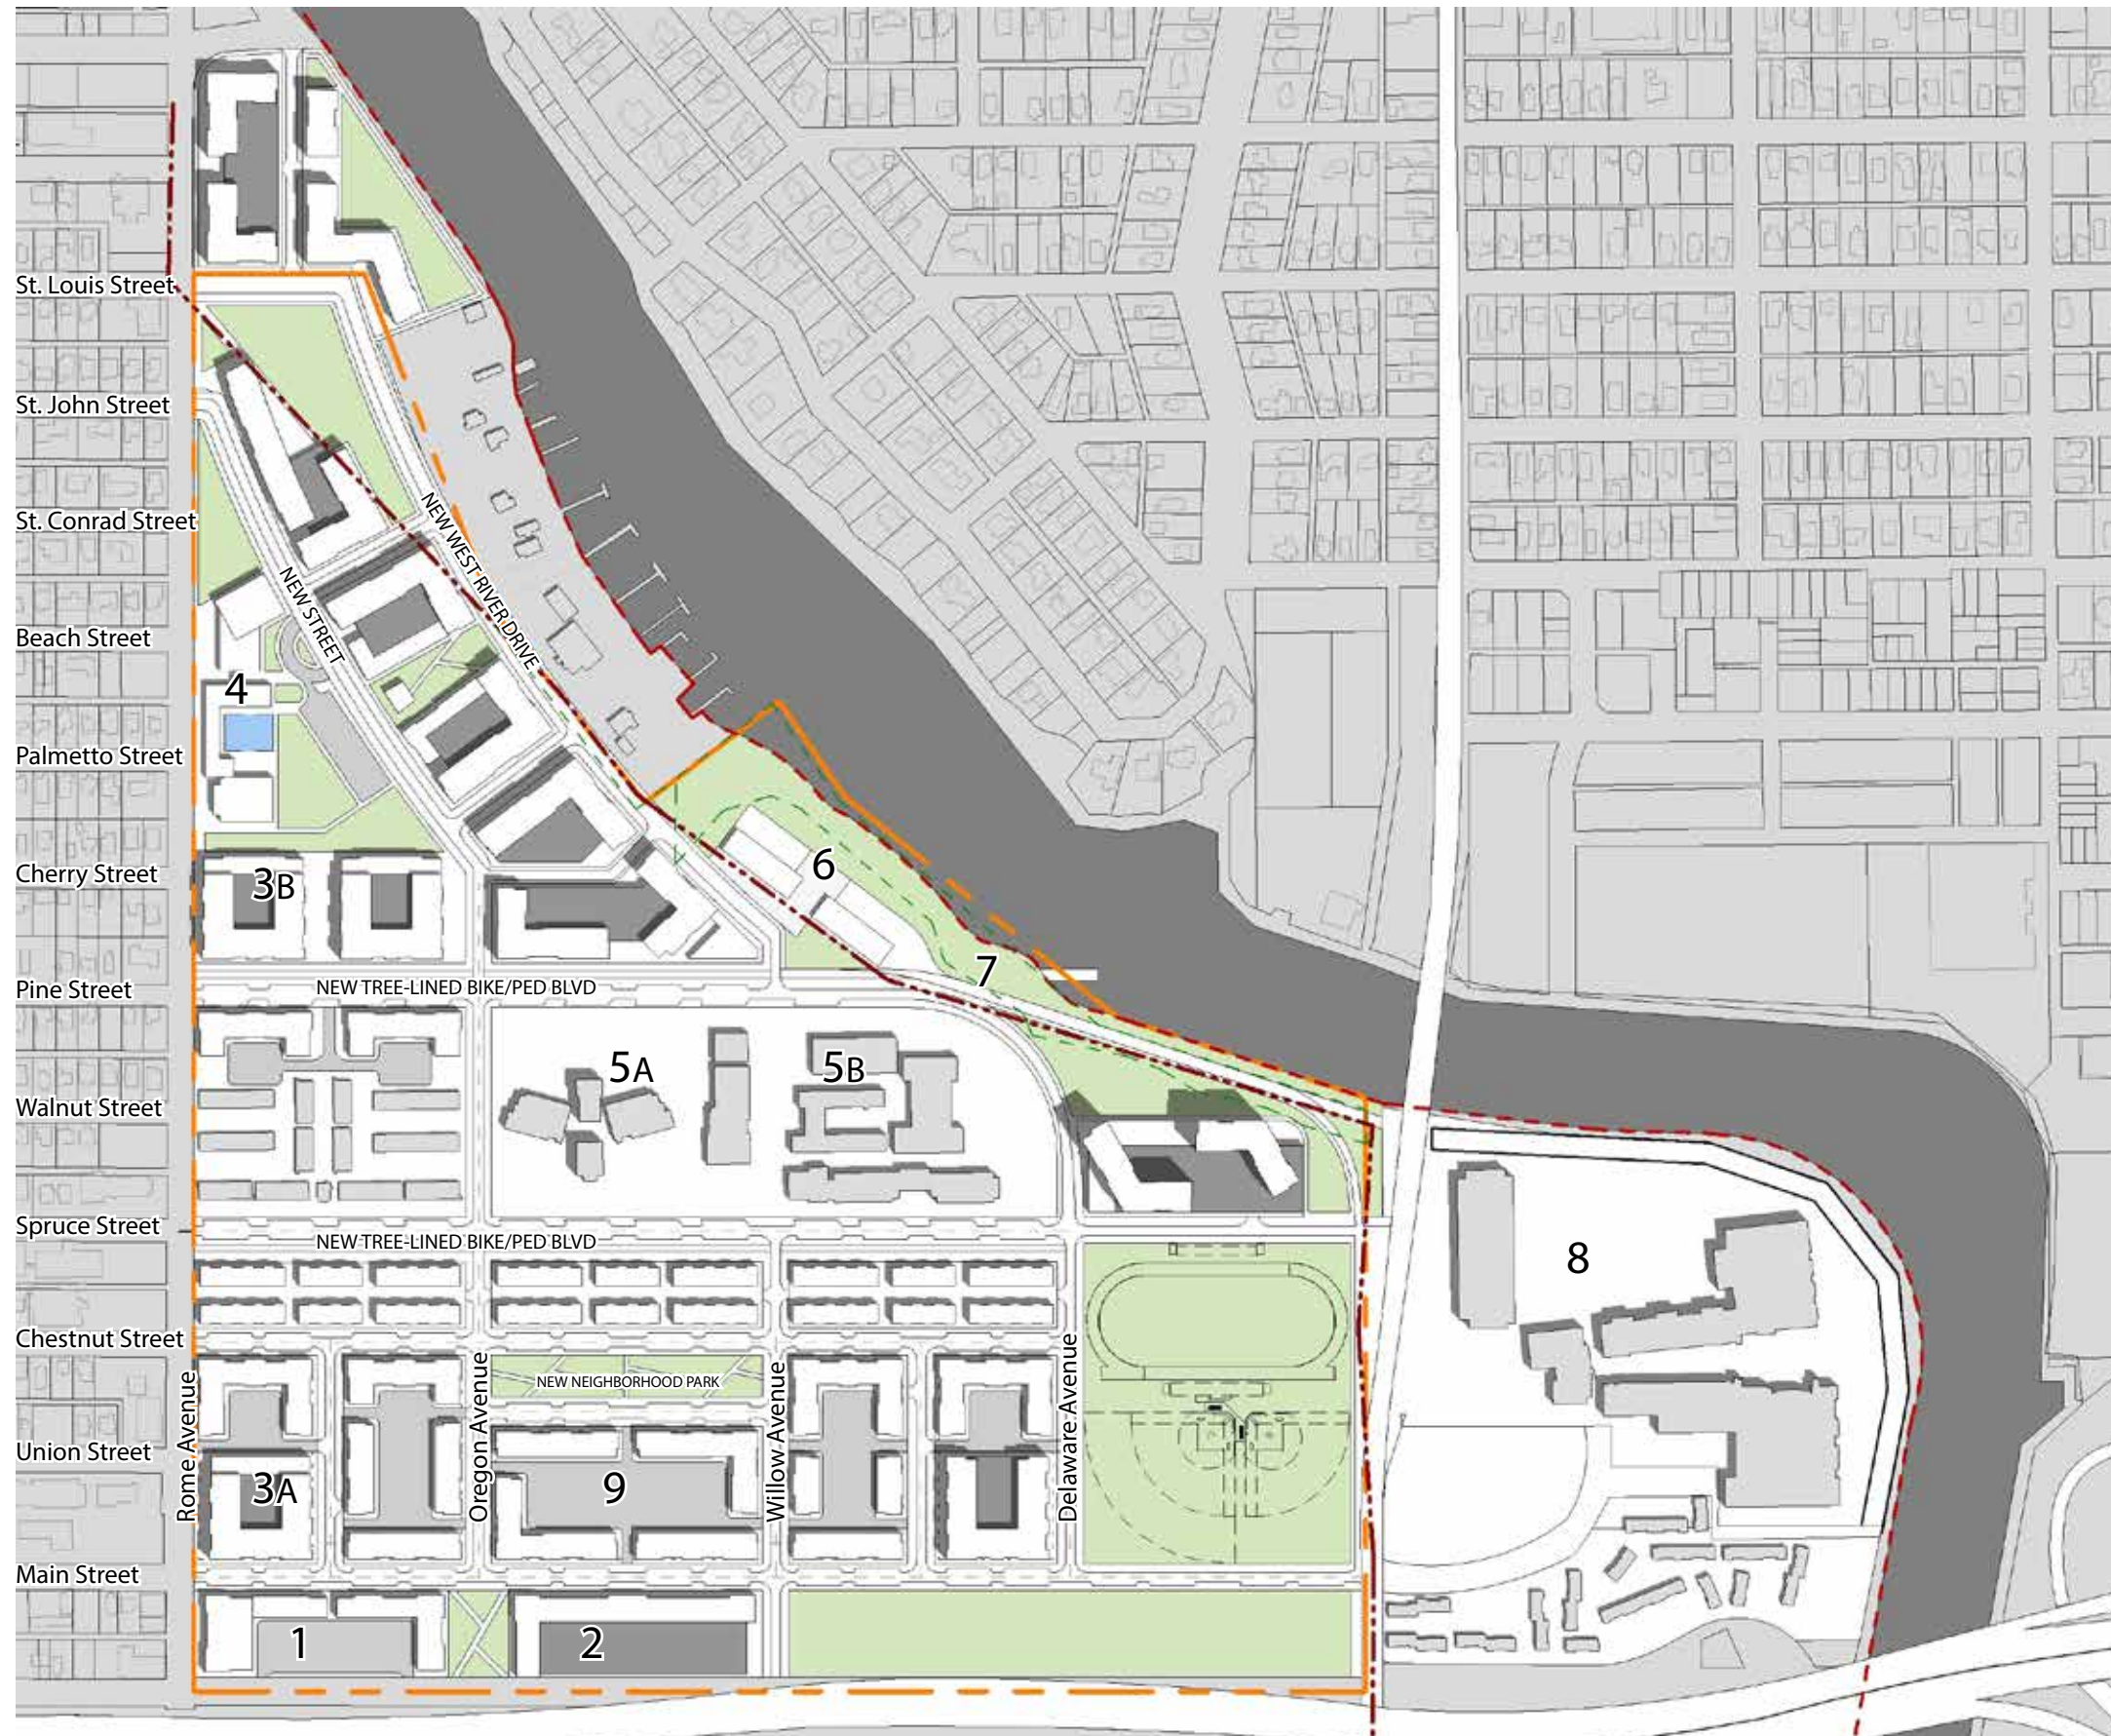 St. Louis Street
St. John Street
St. Conrad Street
NEW WEST RIVER DRIVE
NEW STREET
Beach Street
4
Palmetto Street
6
Cherry Street
3B
7
Pine Street
NEW TREE-LINED BIKE/PED BLVD
5A
5B
Walnut Street
Spruce Street
NEW TREE-LINED BIKE/PED BLVD
8
Chestnut Street
NEW NEIGHBORHOOD PARK
Rome Avenue
Oregon Avenue
Willow Avenue
Delaware Avenue
Union Street
3A
9
Main Street
1
2